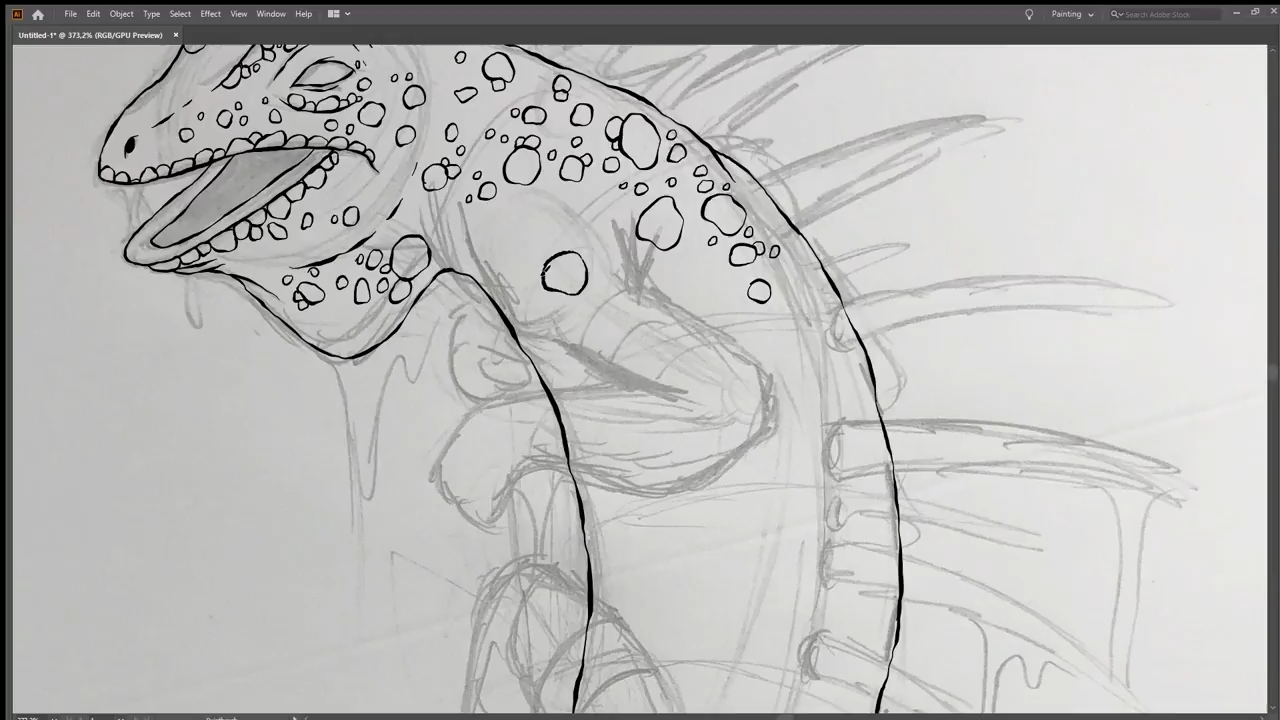 Ai File Edit Object Type Select Effect View Window Help Painting Search Adobe Stock
Untitled-1* @ 373,2% (RGB/GPU Preview) ×